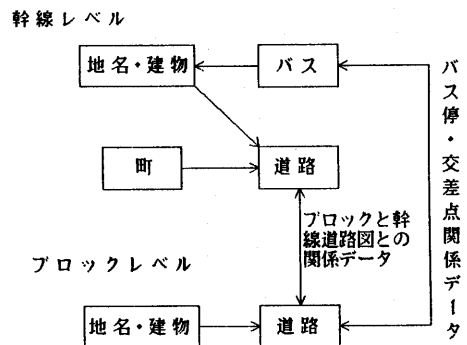 幹線レベル
地名・建物
バス
町
道路
ブロックと幹
線道路図との
関係データ
ブロックレベル
地名・建物
道路
バス停・交差点関係データ